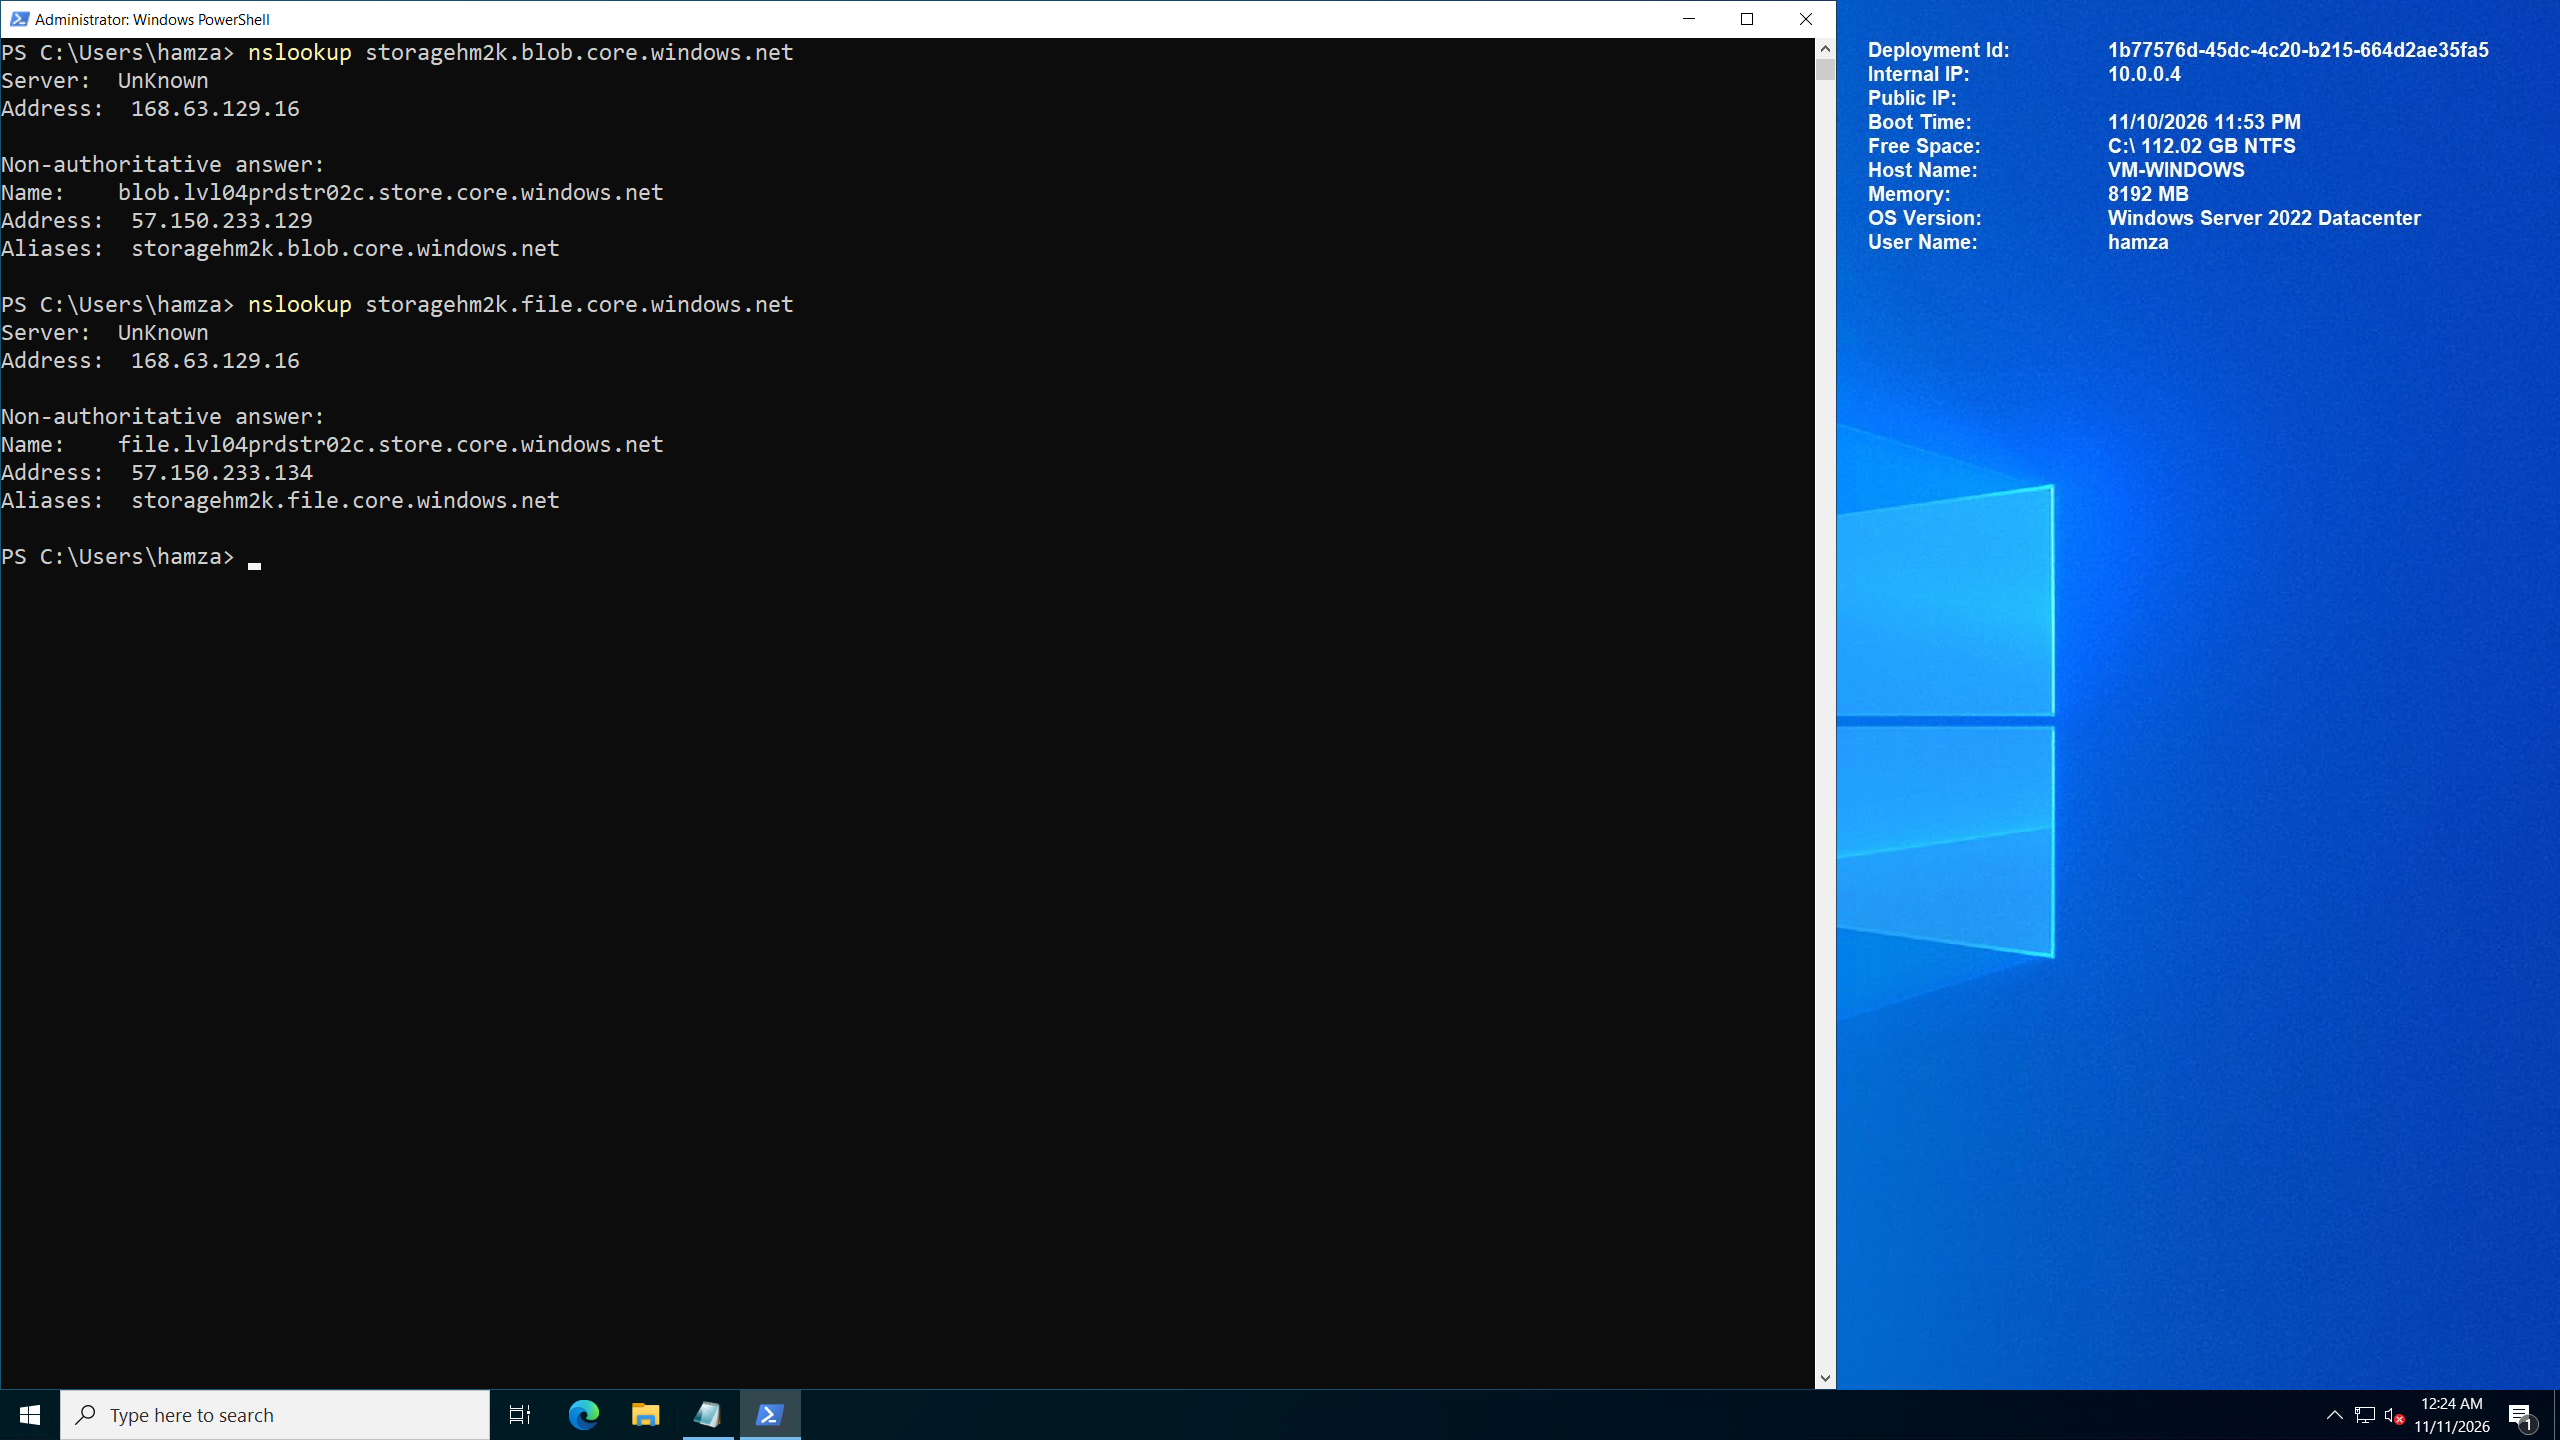 Administrator: Windows PowerShell
PS C:\Users\hamza> nslookup storagehm2k.blob.core.windows.net
Server:  UnKnown
Address:  168.63.129.16
Non-authoritative answer:
Name:    blob.lvl04prdstr02c.store.core.windows.net
Address:  57.150.233.129
Aliases:  storagehm2k.blob.core.windows.net
PS C:\Users\hamza> nslookup storagehm2k.file.core.windows.net
Server:  UnKnown
Address:  168.63.129.16
Non-authoritative answer:
Name:    file.lvl04prdstr02c.store.core.windows.net
Address:  57.150.233.134
Aliases:  storagehm2k.file.core.windows.net
PS C:\Users\hamza>
Deployment Id: 1b77576d-45dc-4c20-b215-664d2ae35fa5
Internal IP: 10.0.0.4
Public IP:
Boot Time: 11/10/2026 11:53 PM
Free Space: C:\ 112.02 GB NTFS
Host Name: VM-WINDOWS
Memory: 8192 MB
OS Version: Windows Server 2022 Datacenter
User Name: hamza
Type here to search
12:24 AM
11/11/2026
1